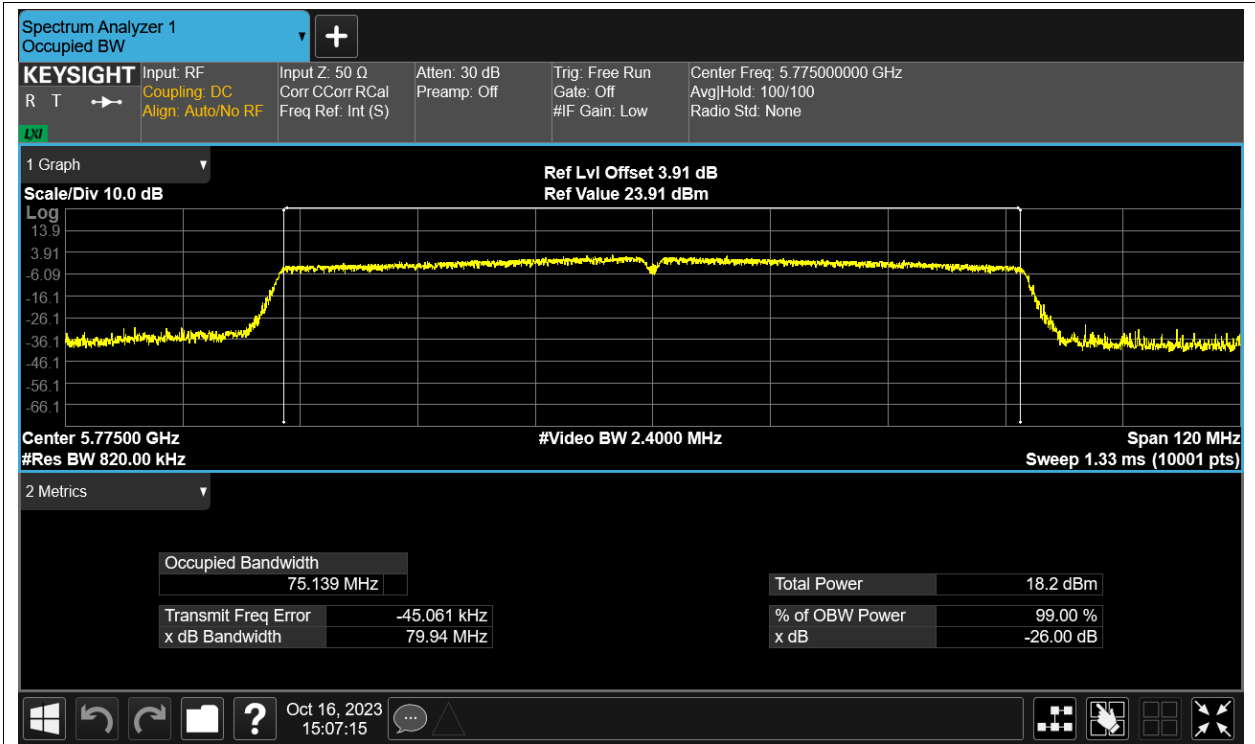 Spectrum Analyzer 1
Occupied BW
KEYSIGHT
R T
LXI
Input: RF
Coupling: DC
Align: Auto/No RF
Input Z: 50 Ω
Corr CCorr RCal
Freq Ref: Int (S)
Atten: 30 dB
Preamp: Off
Trig: Free Run
Gate: Off
#IF Gain: Low
Center Freq: 5.775000000 GHz
Avg|Hold: 100/100
Radio Std: None
1 Graph
Scale/Div 10.0 dB
Ref Lvl Offset 3.91 dB
Ref Value 23.91 dBm
Log
13.9
3.91
-6.09
-16.1
-26.1
-36.1
-46.1
-56.1
-66.1
Center 5.77500 GHz
#Video BW 2.4000 MHz
Span 120 MHz
#Res BW 820.00 kHz
Sweep 1.33 ms (10001 pts)
2 Metrics
Occupied Bandwidth
75.139 MHz
Total Power 18.2 dBm
Transmit Freq Error -45.061 kHz
% of OBW Power 99.00 %
x dB Bandwidth 79.94 MHz
x dB -26.00 dB
?
Oct 16, 2023
15:07:15